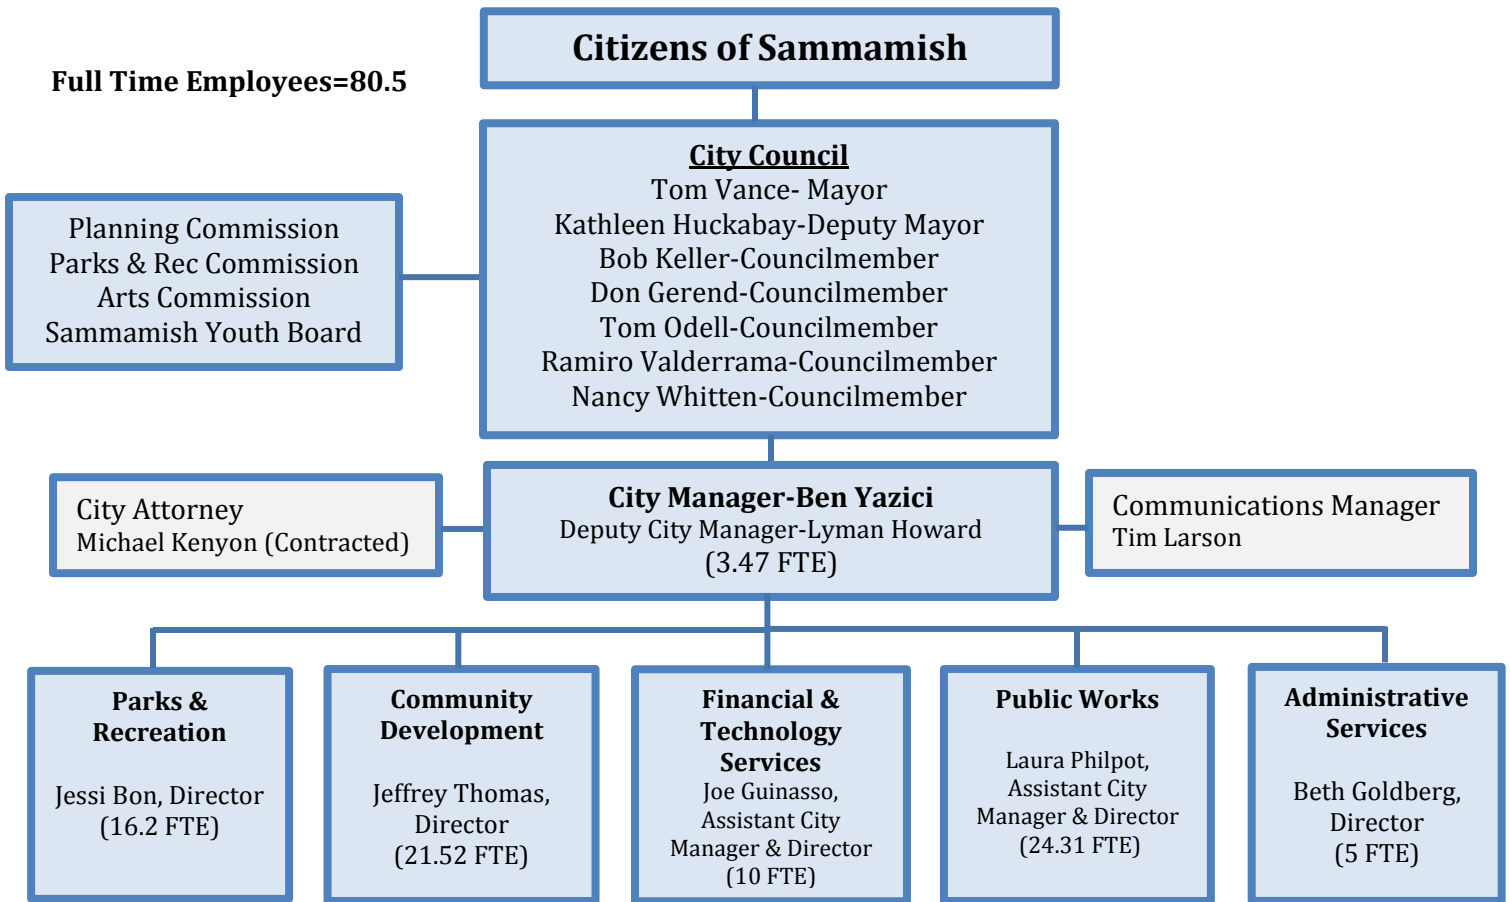 Citizens of Sammamish
Full Time Employees=80.5
City Council
Tom Vance- Mayor
Kathleen Huckabay-Deputy Mayor
Bob Keller-Councilmember
Don Gerend-Councilmember
Tom Odell-Councilmember
Ramiro Valderrama-Councilmember
Nancy Whitten-Councilmember
Planning Commission
Parks & Rec Commission
Arts Commission
Sammamish Youth Board
City Manager-Ben Yazici
Deputy City Manager-Lyman Howard
(3.47 FTE)
City Attorney
Michael Kenyon (Contracted)
Communications Manager
Tim Larson
Parks &
Recreation
Jessi Bon, Director
(16.2 FTE)
Community
Development
Jeffrey Thomas,
Director
(21.52 FTE)
Financial &
Technology
Services
Joe Guinasso,
Assistant City
Manager & Director
(10 FTE)
Public Works
Laura Philpot,
Assistant City
Manager & Director
(24.31 FTE)
Administrative
Services
Beth Goldberg,
Director
(5 FTE)